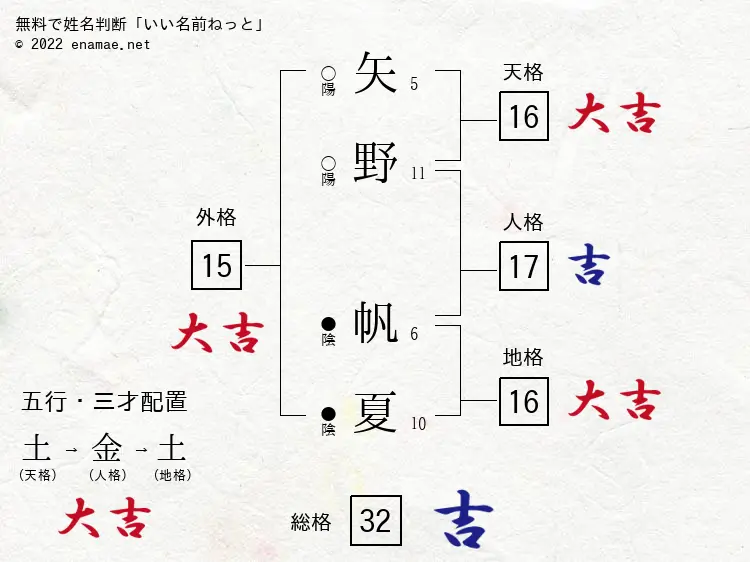 無料で姓名判断「いい名前ねっと」
© 2022 enamae.net
○陽 矢 5
○陽 野 11
●陰 帆 6
●陰 夏 10
天格
16 大吉
人格
17 吉
地格
16 大吉
外格
15
大吉
五行・三才配置
土→金→土
(天格) (人格) (地格)
大吉
総格 32 吉